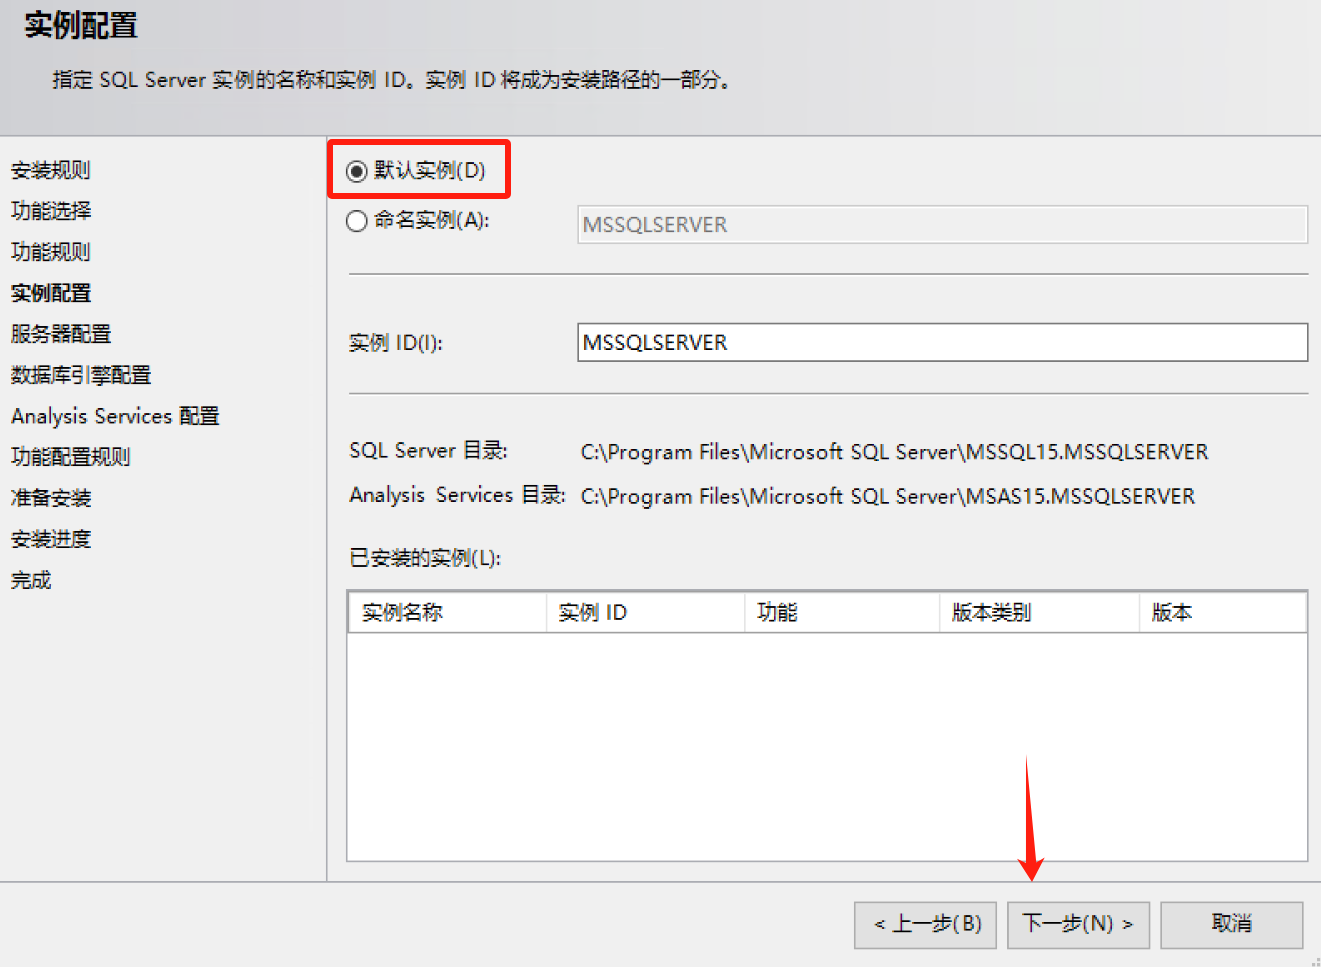 实例配置
指定 SQL Server 实例的名称和实例 ID。实例 ID 将成为安装路径的一部分。
安装规则
功能选择
功能规则
实例配置
服务器配置
数据库引擎配置
Analysis Services 配置
功能配置规则
准备安装
安装进度
完成
默认实例(D)
命名实例(A): MSSQLSERVER
实例 ID(I): MSSQLSERVER
SQL Server 目录: C:\Program Files\Microsoft SQL Server\MSSQL15.MSSQLSERVER
Analysis Services 目录: C:\Program Files\Microsoft SQL Server\MSAS15.MSSQLSERVER
已安装的实例(L):
实例名称 实例 ID 功能 版本类别 版本
< 上一步(B) 下一步(N) > 取消